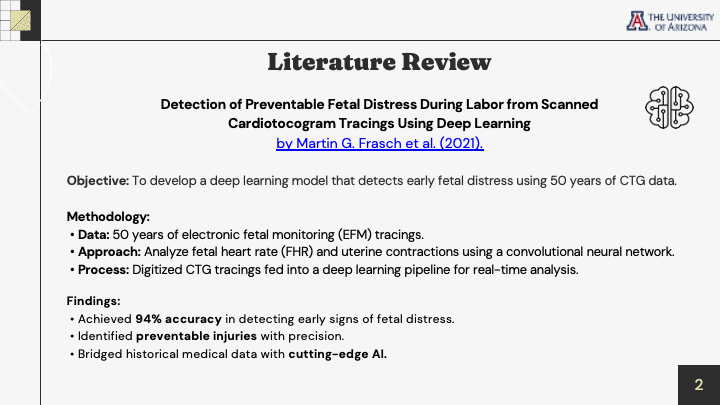 THE UNIVERSITY
OF ARIZONA
Literature Review
Detection of Preventable Fetal Distress During Labor from Scanned
Cardiotocogram Tracings Using Deep Learning
by Martin G. Frasch et al. (2021).
Objective: To develop a deep learning model that detects early fetal distress using 50 years of CTG data.
Methodology:
• Data: 50 years of electronic fetal monitoring (EFM) tracings.
• Approach: Analyze fetal heart rate (FHR) and uterine contractions using a convolutional neural network.
• Process: Digitized CTG tracings fed into a deep learning pipeline for real-time analysis.
Findings:
• Achieved 94% accuracy in detecting early signs of fetal distress.
• Identified preventable injuries with precision.
• Bridged historical medical data with cutting-edge AI.
2